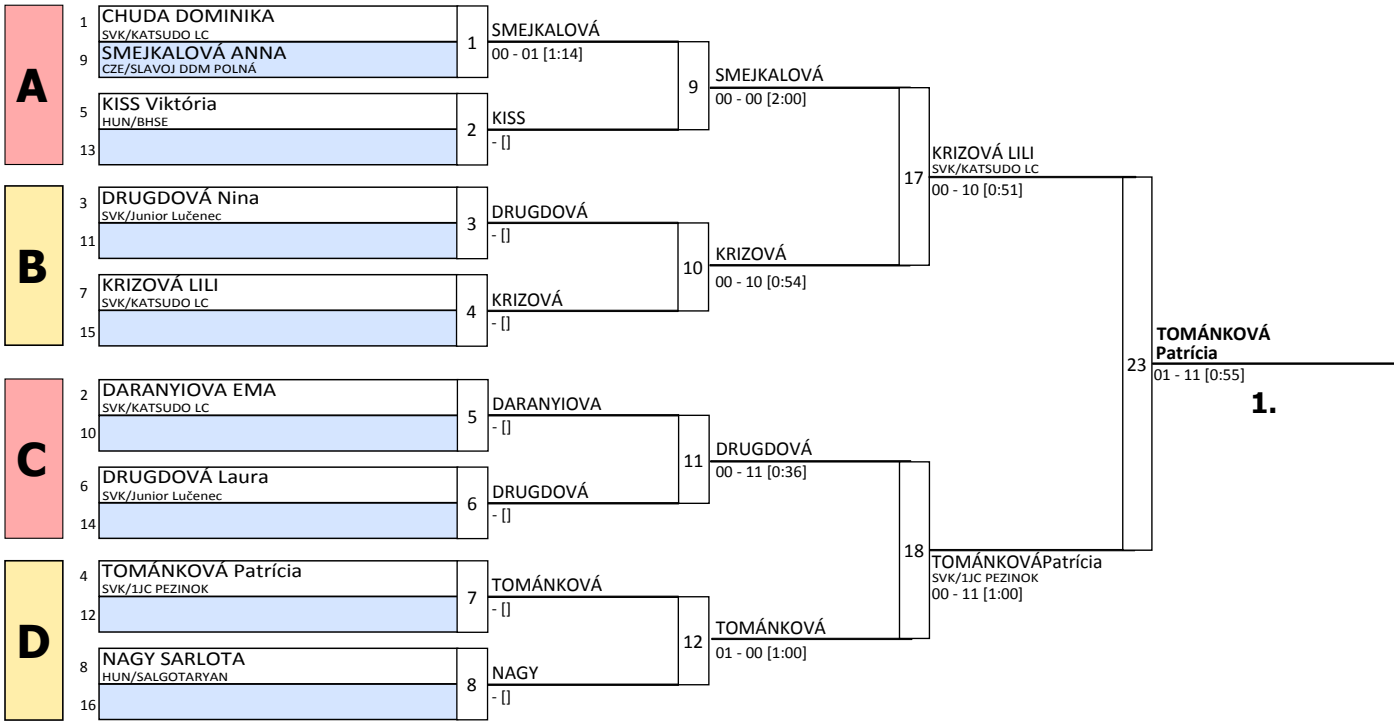 A
1
CHUDA DOMINIKA
SVK/KATSUDO LC
9
SMEJKALOVÁ ANNA
CZE/SLAVOJ DDM POLNÁ
1
SMEJKALOVÁ
00 - 01 [1:14]
5
KISS Viktória
HUN/BHSE
13
2
KISS
- []
9
SMEJKALOVÁ
00 - 00 [2:00]
B
3
DRUGDOVÁ Nina
SVK/Junior Lučenec
11
3
DRUGDOVÁ
- []
7
KRIZOVÁ LILI
SVK/KATSUDO LC
15
4
KRIZOVÁ
- []
10
KRIZOVÁ
00 - 10 [0:54]
17
KRIZOVÁ LILI
SVK/KATSUDO LC
00 - 10 [0:51]
C
2
DARANYIOVA EMA
SVK/KATSUDO LC
10
5
DARANYIOVA
- []
6
DRUGDOVÁ Laura
SVK/Junior Lučenec
14
6
DRUGDOVÁ
- []
11
DRUGDOVÁ
00 - 11 [0:36]
D
4
TOMÁNKOVÁ Patrícia
SVK/1JC PEZINOK
12
7
TOMÁNKOVÁ
- []
8
NAGY SARLOTA
HUN/SALGOTARYAN
16
8
NAGY
- []
12
TOMÁNKOVÁ
01 - 00 [1:00]
18
TOMÁNKOVÁPatrícia
SVK/1JC PEZINOK
00 - 11 [1:00]
23
TOMÁNKOVÁ
Patrícia
01 - 11 [0:55]
1.